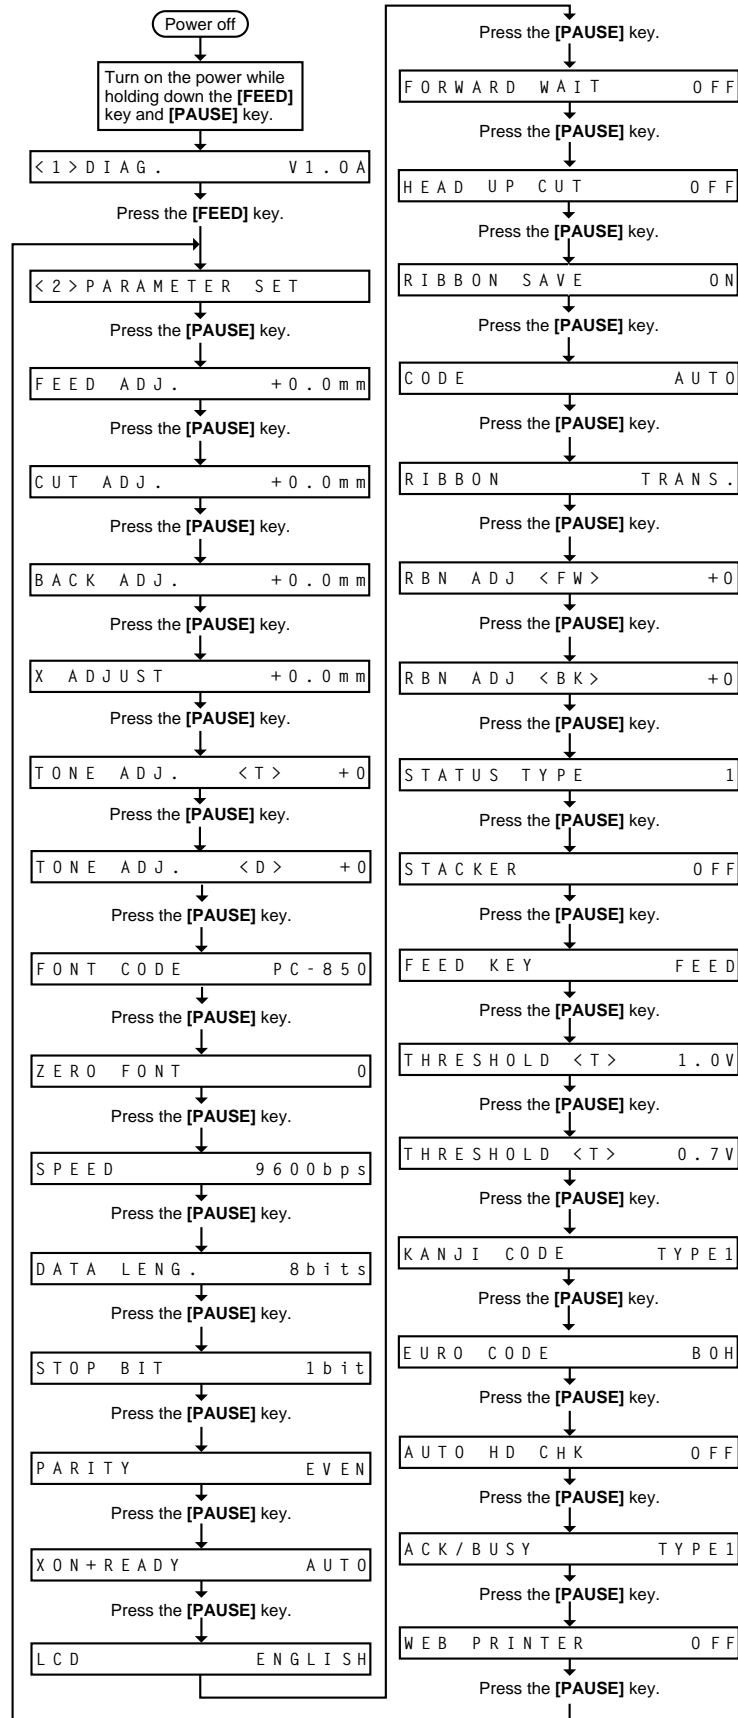 Power off
Turn on the power while
holding down the [FEED]
key and [PAUSE] key.
<1>DIAG. V1.0A
Press the [FEED] key.
<2>PARAMETER SET
Press the [PAUSE] key.
FEED ADJ. +0.0mm
Press the [PAUSE] key.
CUT ADJ. +0.0mm
Press the [PAUSE] key.
BACK ADJ. +0.0mm
Press the [PAUSE] key.
X ADJUST +0.0mm
Press the [PAUSE] key.
TONE ADJ. <T> +0
Press the [PAUSE] key.
TONE ADJ. <D> +0
Press the [PAUSE] key.
FONT CODE PC-850
Press the [PAUSE] key.
ZERO FONT 0
Press the [PAUSE] key.
SPEED 9600bps
Press the [PAUSE] key.
DATA LENG. 8bits
Press the [PAUSE] key.
STOP BIT 1bit
Press the [PAUSE] key.
PARITY EVEN
Press the [PAUSE] key.
XON+READY AUTO
Press the [PAUSE] key.
LCD ENGLISH
Press the [PAUSE] key.
FORWARD WAIT OFF
Press the [PAUSE] key.
HEAD UP CUT OFF
Press the [PAUSE] key.
RIBBON SAVE ON
Press the [PAUSE] key.
CODE AUTO
Press the [PAUSE] key.
RIBBON TRANS.
Press the [PAUSE] key.
RBN ADJ <FW> +0
Press the [PAUSE] key.
RBN ADJ <BK> +0
Press the [PAUSE] key.
STATUS TYPE 1
Press the [PAUSE] key.
STACKER OFF
Press the [PAUSE] key.
FEED KEY FEED
Press the [PAUSE] key.
THRESHOLD <T> 1.0V
Press the [PAUSE] key.
THRESHOLD <T> 0.7V
Press the [PAUSE] key.
KANJI CODE TYPE1
Press the [PAUSE] key.
EURO CODE B0H
Press the [PAUSE] key.
AUTO HD CHK OFF
Press the [PAUSE] key.
ACK/BUSY TYPE1
Press the [PAUSE] key.
WEB PRINTER OFF
Press the [PAUSE] key.